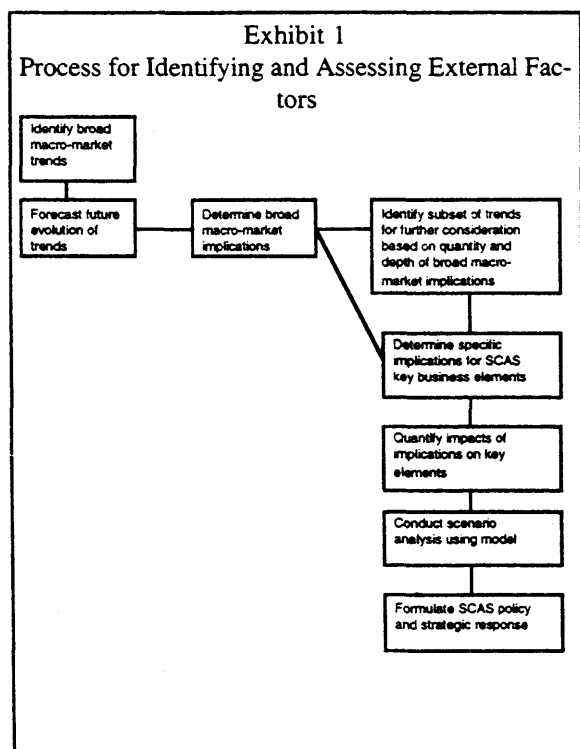 Exhibit 1
Process for Identifying and Assessing External Fac-
tors
Identify broad
macro-market
trends
Forecast future
evolution of
trends
Determine broad
macro-market
implications
Identify subset of trends
for further consideration
based on quantity and
depth of broad macro-
market implications
Determine specific
implications for SCAS
key business elements
Quantify impacts of
implications on key
elements
Conduct scenario
analysis using model
Formulate SCAS policy
and strategic response